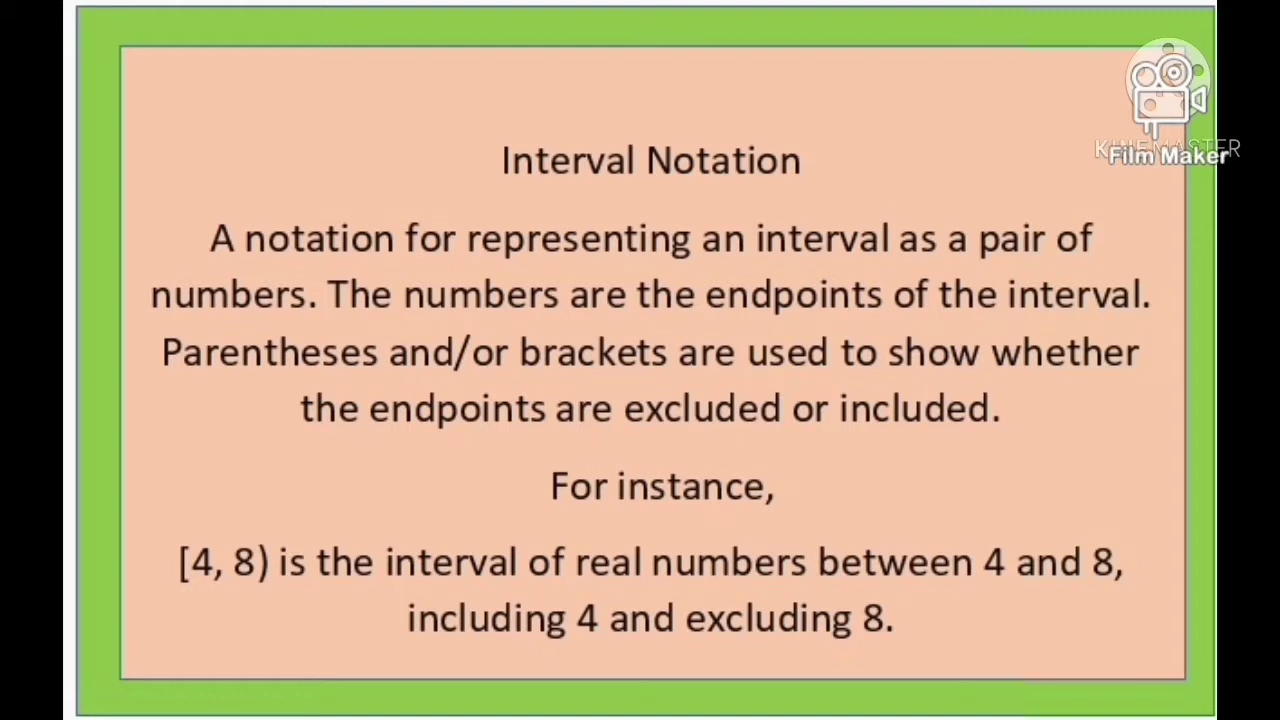 KINEMASTER
Film Maker
Interval Notation
A notation for representing an interval as a pair of
numbers. The numbers are the endpoints of the interval.
Parentheses and/or brackets are used to show whether
the endpoints are excluded or included.
For instance,
[4, 8) is the interval of real numbers between 4 and 8,
including 4 and excluding 8.